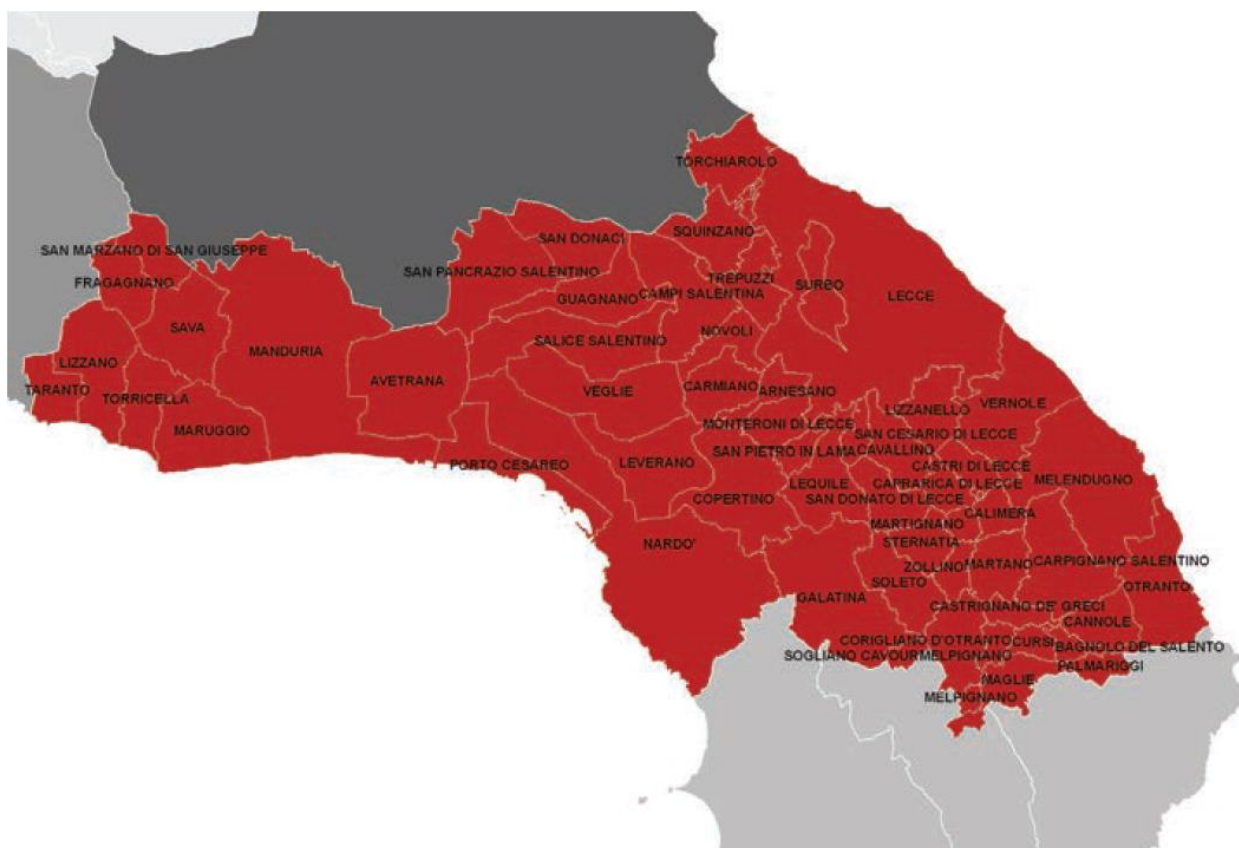 TORCHIAROLO
SAN MARZANO DI SAN GIUSEPPE
SAN DONACI
SQUINZANO
FRAGAGNANO
SAN PANCRAZIO SALENTINO
TREPUZZI
SURBO
LECCE
GUAGNANO
CAMPI SALENTINA
SAVA
NOVOLI
MANDURIA
SALICE SALENTINO
LIZZANO
AVETRANA
TARANTO
VEGLIE
CARMIANO
ARNESANO
TORRICELLA
VERNOLE
LIZZANELLO
MARUGGIO
MONTERONI DI LECCE
SAN CESARIO DI LECCE
SAN PIETRO IN LAMA
CAVALLINO
PORTO CESAREO
LEVERANO
CASTRI DI LECCE
LEQUILE
CAPRARICA DI LECCE
MELENDUGNO
COPERTINO
SAN DONATO DI LECCE
CALIMERA
MARTIGNANO
NARDO'
STERNATIA
ZOLLINO
MARTANO
CARPIGNANO SALENTINO
SOLETO
OTRANTO
GALATINA
CASTRIGNANO DE' GRECI
CANNOLE
CORIGLIANO D'OTRANTO
CURSI
BAGNOLO DEL SALENTO
SOGLIANO CAVOUR
MELPIGNANO
PALMARIGGI
MAGLIE
MELPIGNANO